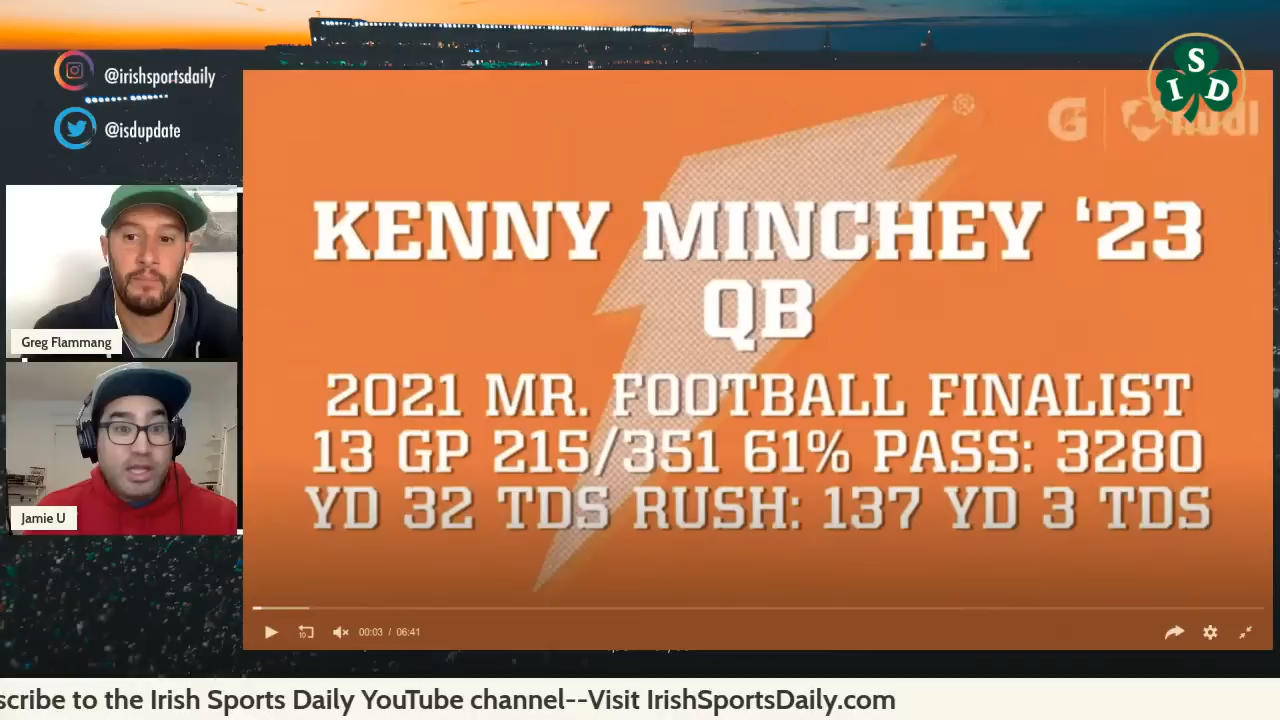 @irishsportsdaily
@isdupdate
S
I D
G hudl
KENNY MINCHEY ‘23
QB
2021 MR. FOOTBALL FINALIST
13 GP 215/351 61% PASS: 3280
YD 32 TDS RUSH: 137 YD 3 TDS
Greg Flammang
Jamie U
10
00:03 / 06:41
scribe to the Irish Sports Daily YouTube channel--Visit IrishSportsDaily.com